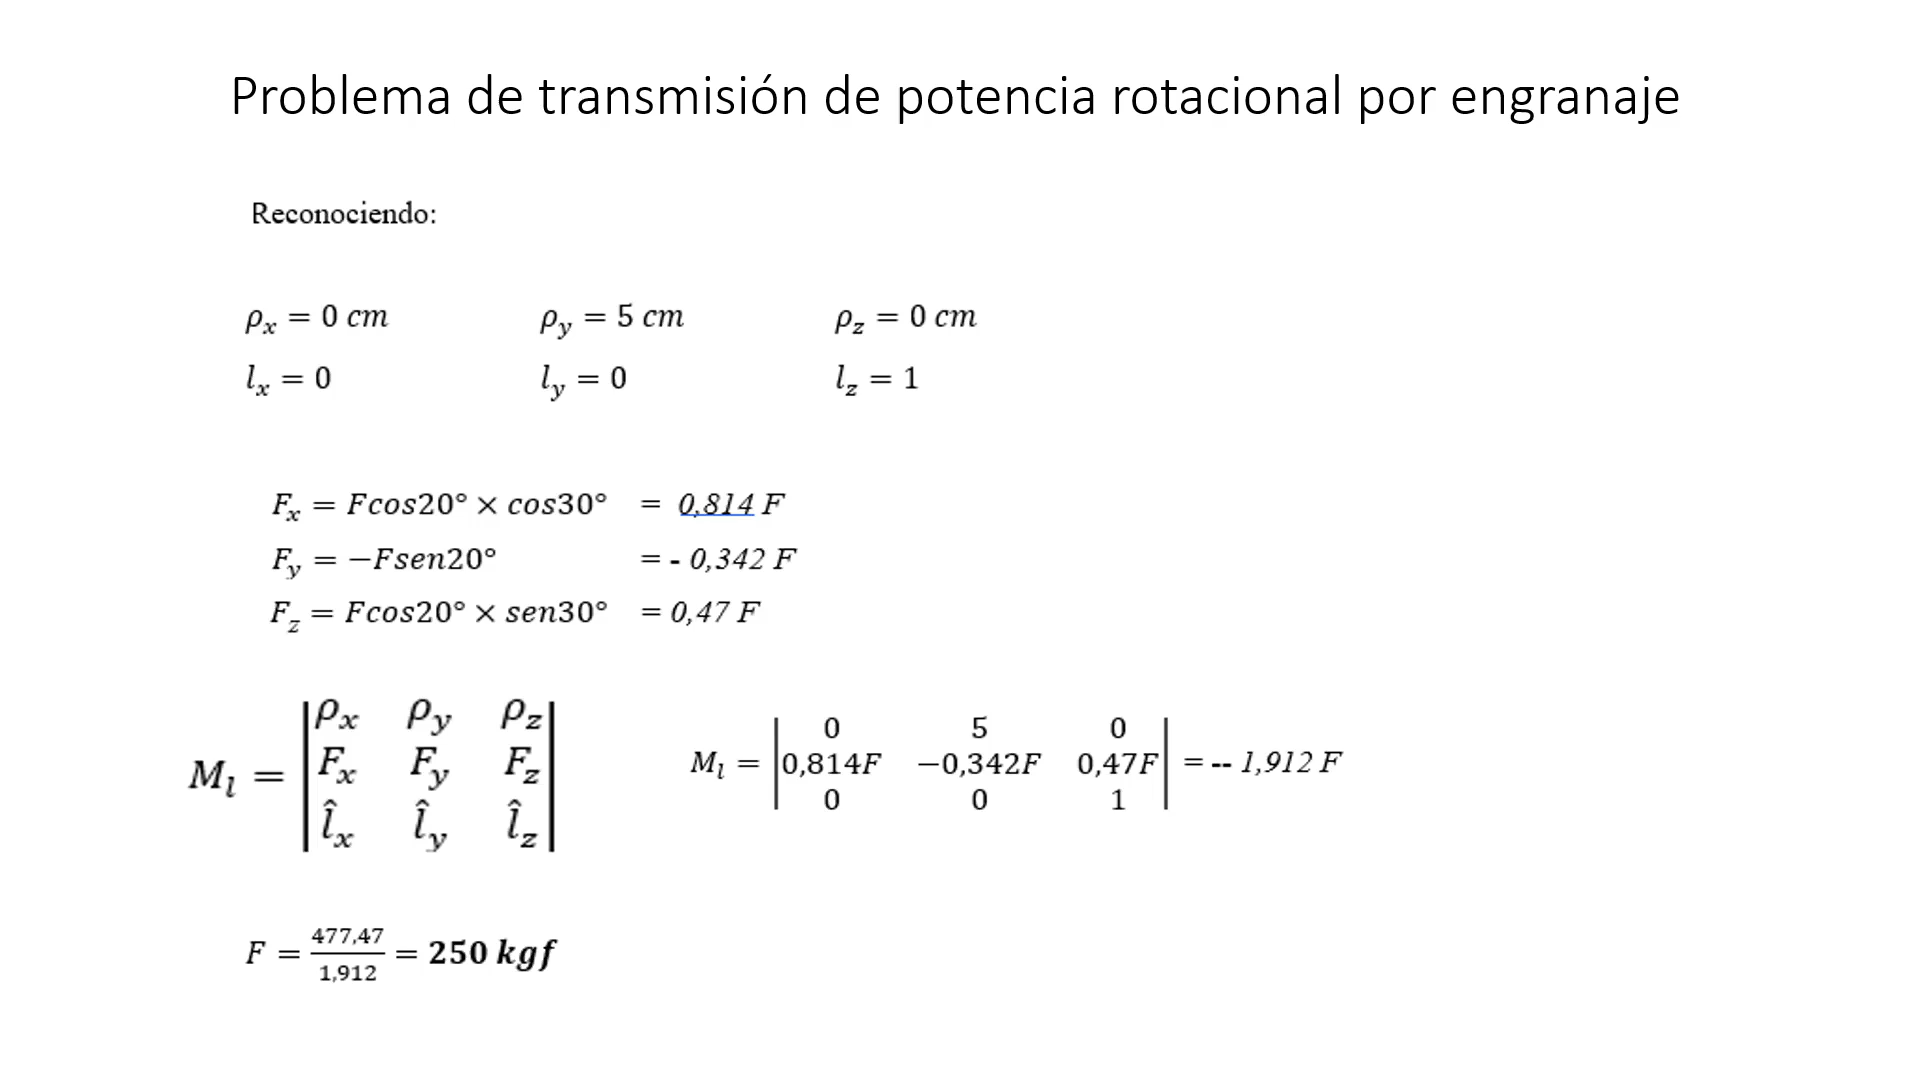 Problema de transmisión de potencia rotacional por engranaje
Reconociendo:
ρx = 0 cm ρy = 5 cm ρz = 0 cm
lx = 0 ly = 0 lz = 1
Fx = Fcos20° × cos30° = 0,814 F
Fy = −Fsen20° = - 0,342 F
Fz = Fcos20° × sen30° = 0,47 F
ρx ρy ρz
Ml = Fx Fy Fz
l̂x l̂y l̂z
0 5 0
Ml = 0,814F −0,342F 0,47F = -- 1,912 F
0 0 1
F = 477,47 / 1,912 = 250 kgf